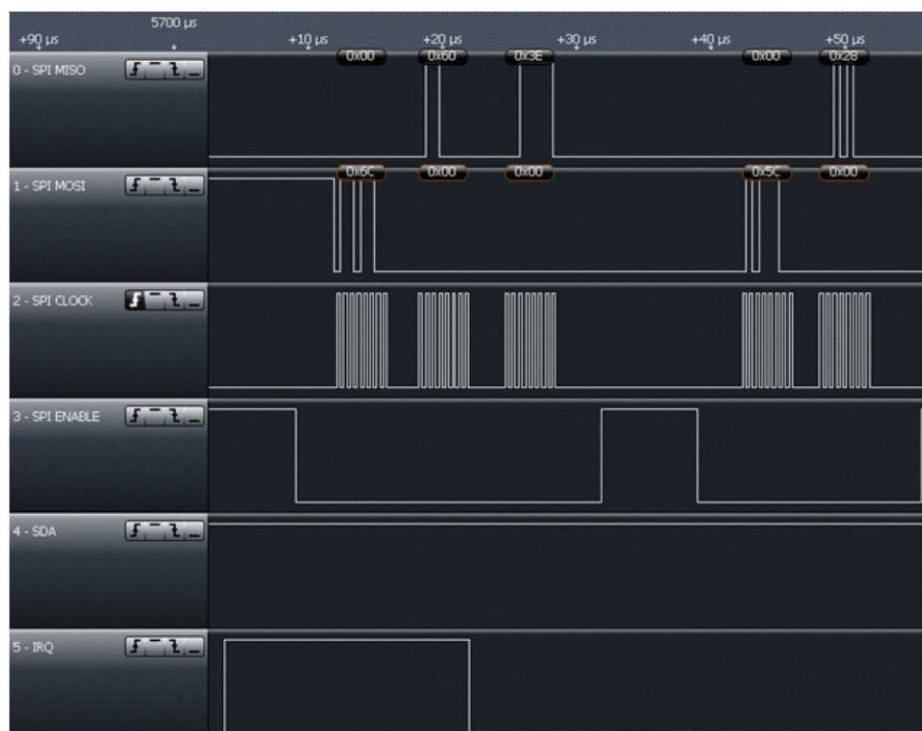 5700 µs
+90 µs +10 µs +20 µs +30 µs +40 µs +50 µs
0x00 0x60 0x3E 0x00 0x28
0 - SPI MISO
0x6C 0x00 0x00 0x5C 0x00
1 - SPI MOSI
2 - SPI CLOCK
3 - SPI ENABLE
4 - SDA
5 - IRQ